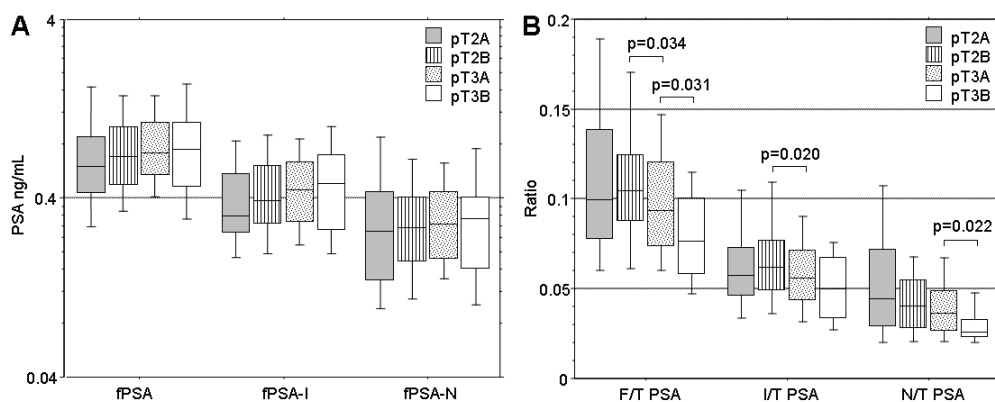 A
4
pT2A
pT2B
pT3A
pT3B
PSA ng/mL
0.4
0.04
fPSA
fPSA-I
fPSA-N
B
0.2
pT2A
pT2B
pT3A
pT3B
p=0.034
p=0.031
0.15
p=0.020
Ratio
0.1
p=0.022
0.05
0
F/T PSA
I/T PSA
N/T PSA